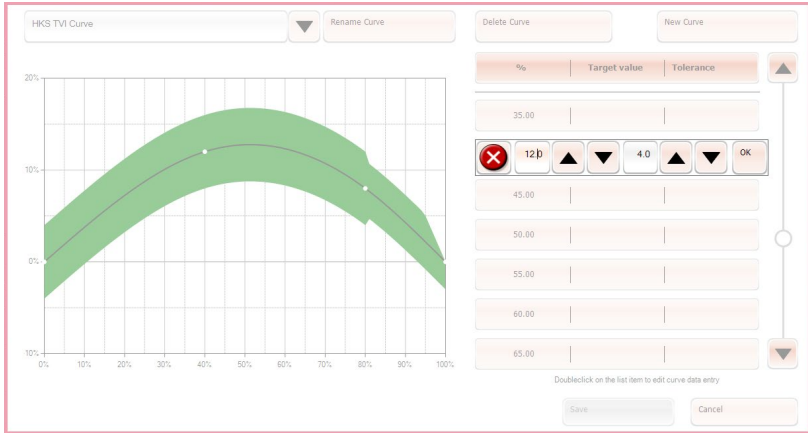 HKS TVI Curve
Rename Curve
Delete Curve
New Curve
% Target value Tolerance
35.00
12.0 4.0 OK
45.00
50.00
55.00
60.00
65.00
Doubleclick on the list item to edit curve data entry
Save
Cancel
20%
10%
0%
10%
0% 10% 20% 30% 40% 50% 60% 70% 80% 90% 100%